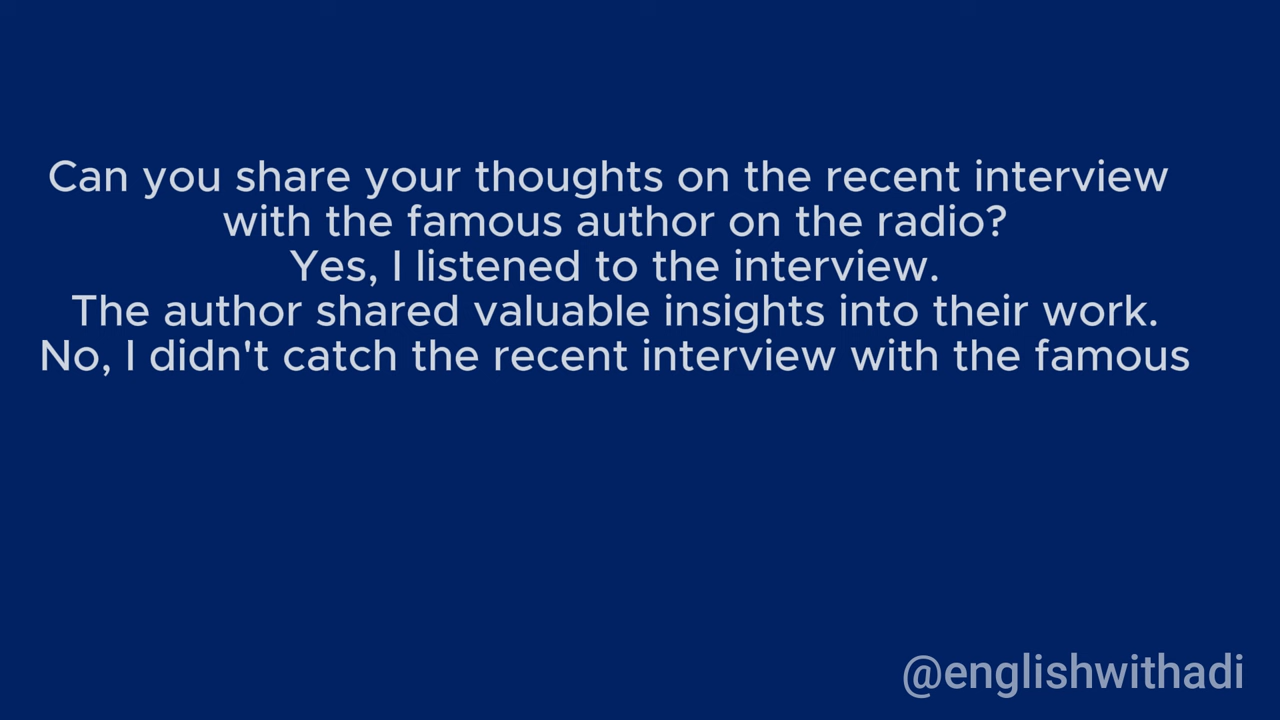 Can you share your thoughts on the recent interview
with the famous author on the radio?
Yes, I listened to the interview.
The author shared valuable insights into their work.
No, I didn't catch the recent interview with the famous
@englishwithadi